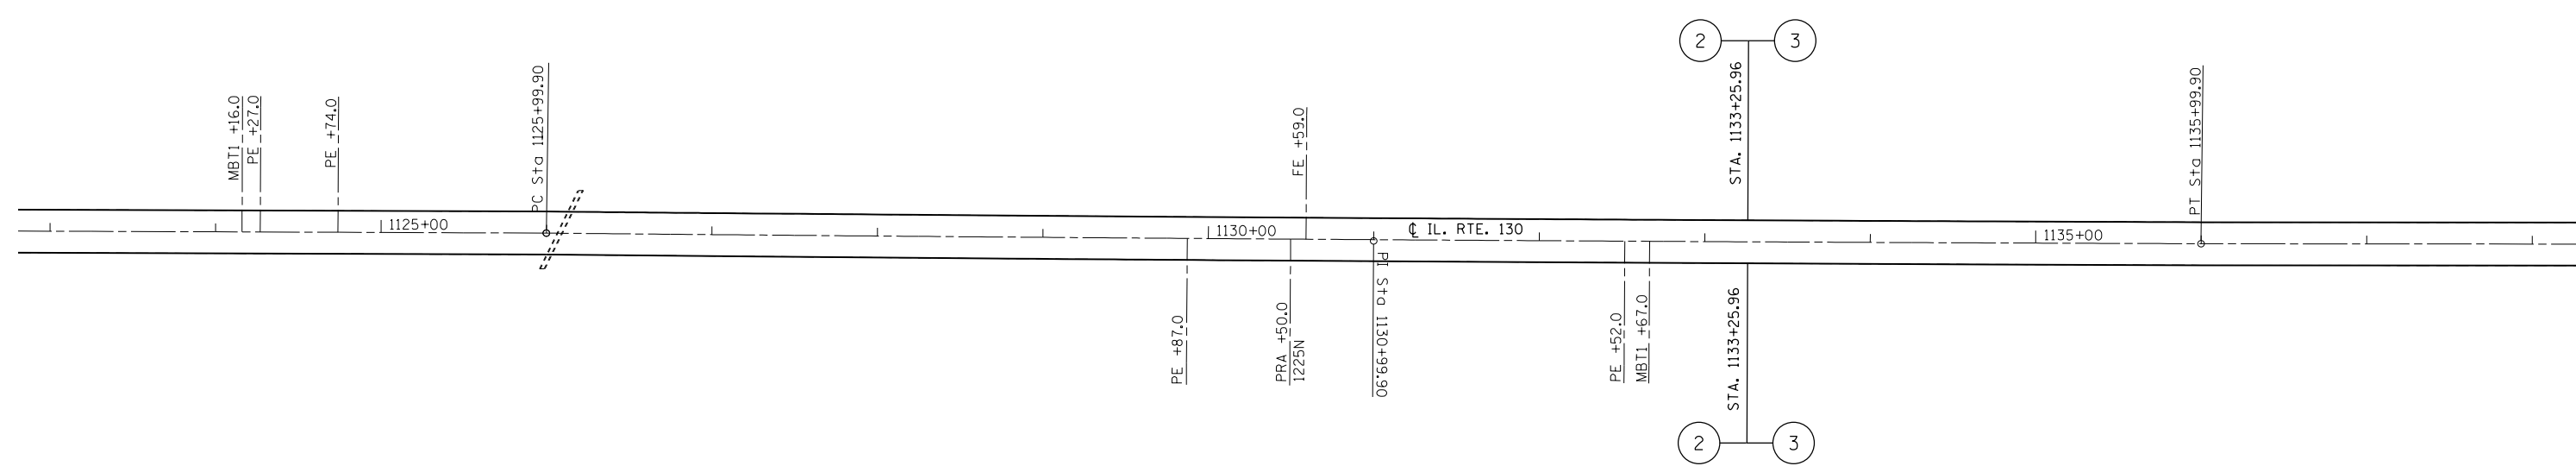 2 3
STA. 1133+25.96
MBT1 +16.0
PE +27.0
PE +74.0
PC Sta 1125+99.90
FE +59.0
PT Sta 1135+99.90
1125+00
1130+00
℄ IL. RTE. 130
1135+00
PE +87.0
PRA +50.0
1225N
PI Sta 1130+99.90
PE +52.0
MBT1 +67.0
STA. 1133+25.96
2 3